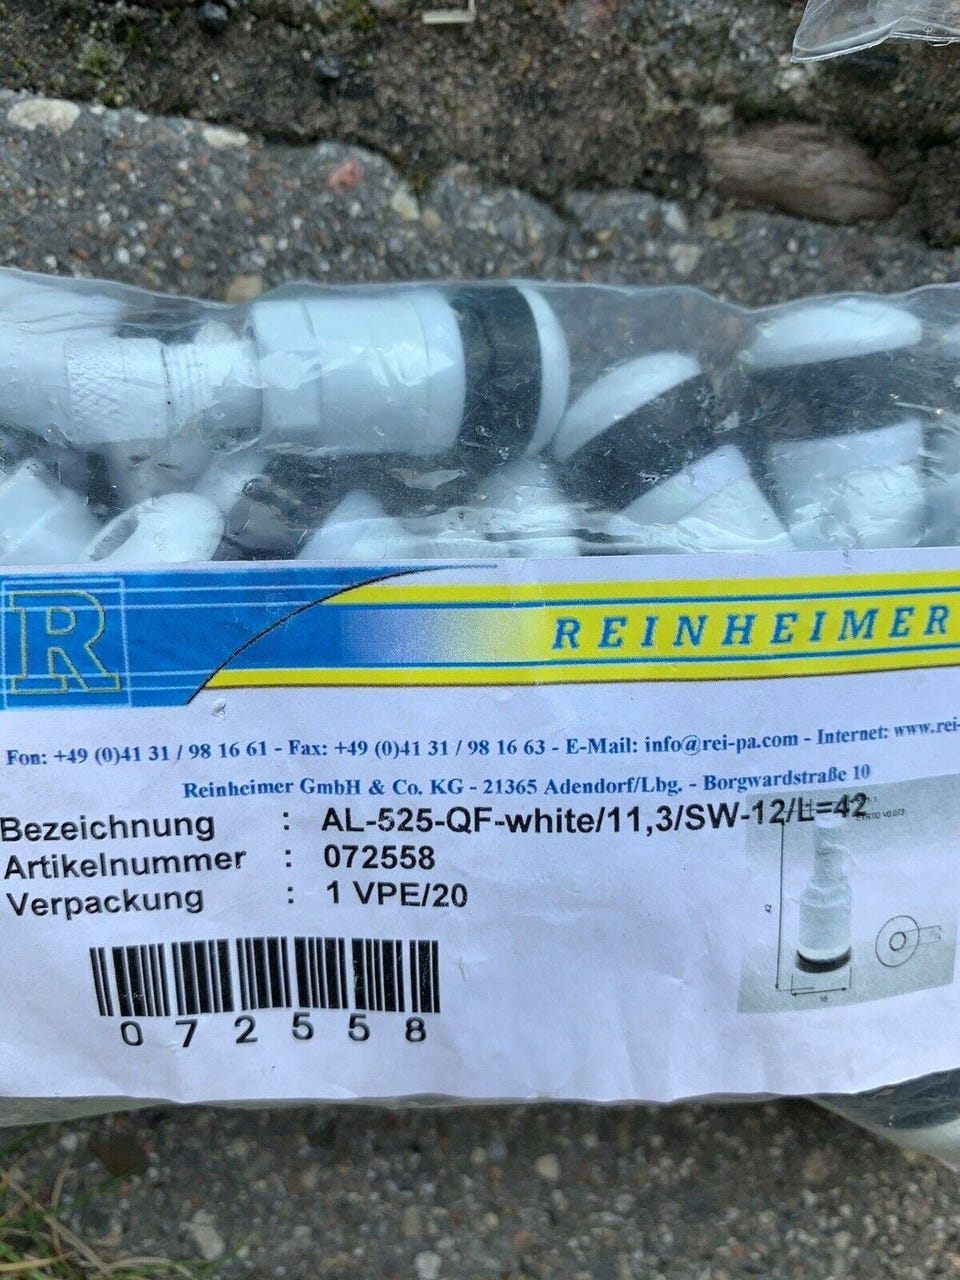 R
REINHEIMER
Fon: +49 (0)41 31 / 98 16 61 - Fax: +49 (0)41 31 / 98 16 63 - E-Mail: info@rei-pa.com - Internet: www.rei-
Reinheimer GmbH & Co. KG - 21365 Adendorf/Lbg. - Borgwardstraße 10
Bezeichnung : AL-525-QF-white/11,3/SW-12/L=42
Artikelnummer : 072558
Verpackung : 1 VPE/20
42
18
072558